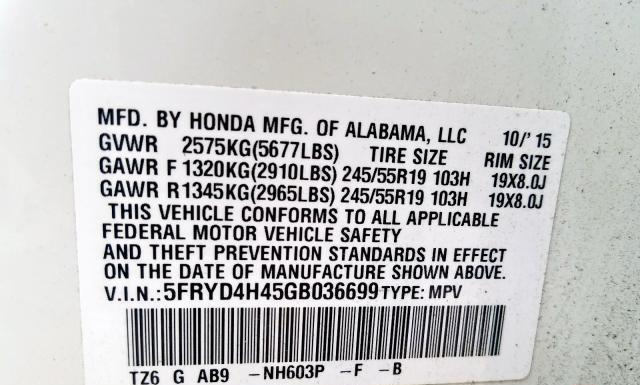 MFD. BY HONDA MFG. OF ALABAMA, LLC 10/'15
GVWR 2575KG(5677LBS) TIRE SIZE RIM SIZE
GAWR F 1320KG(2910LBS) 245/55R19 103H 19X8.0J
GAWR R1345KG(2965LBS) 245/55R19 103H 19X8.0J
THIS VEHICLE CONFORMS TO ALL APPLICABLE
FEDERAL MOTOR VEHICLE SAFETY
AND THEFT PREVENTION STANDARDS IN EFFECT
ON THE DATE OF MANUFACTURE SHOWN ABOVE.
V.I.N.:5FRYD4H45GB036699 TYPE: MPV
TZ6 G AB9 -NH603P -F -B